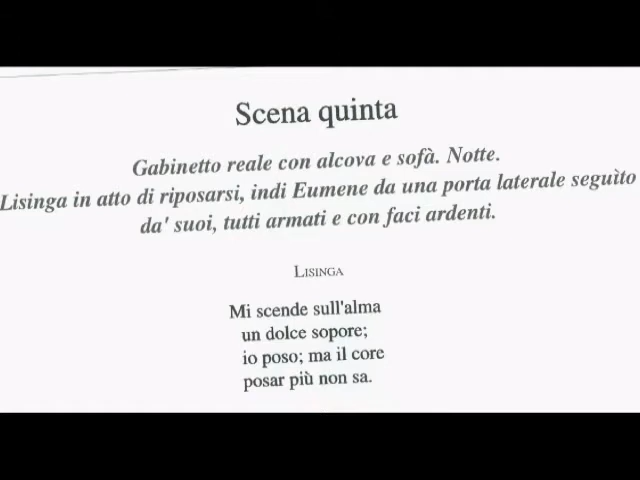 Scena quinta
Gabinetto reale con alcova e sofà. Notte.
Lisinga in atto di riposarsi, indi Eumene da una porta laterale seguìto
da' suoi, tutti armati e con faci ardenti.
Lisinga
Mi scende sull'alma
un dolce sopore;
io poso; ma il core
posar più non sa.